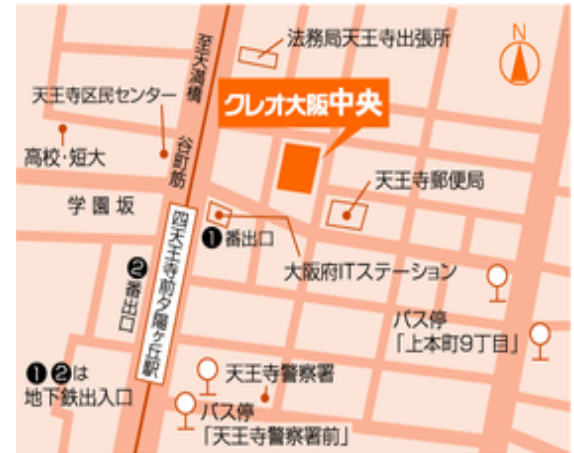 法務局天王寺出張所
N
至天満橋
天王寺区民センター
クレオ大阪中央
谷町筋
高校・短大
天王寺郵便局
学園坂
❶番出口
四天王寺前夕陽ヶ丘駅
大阪府ITステーション
❷番出口
バス停
「上本町9丁目」
❶❷は
地下鉄出入口
天王寺警察署
バス停
「天王寺警察署前」